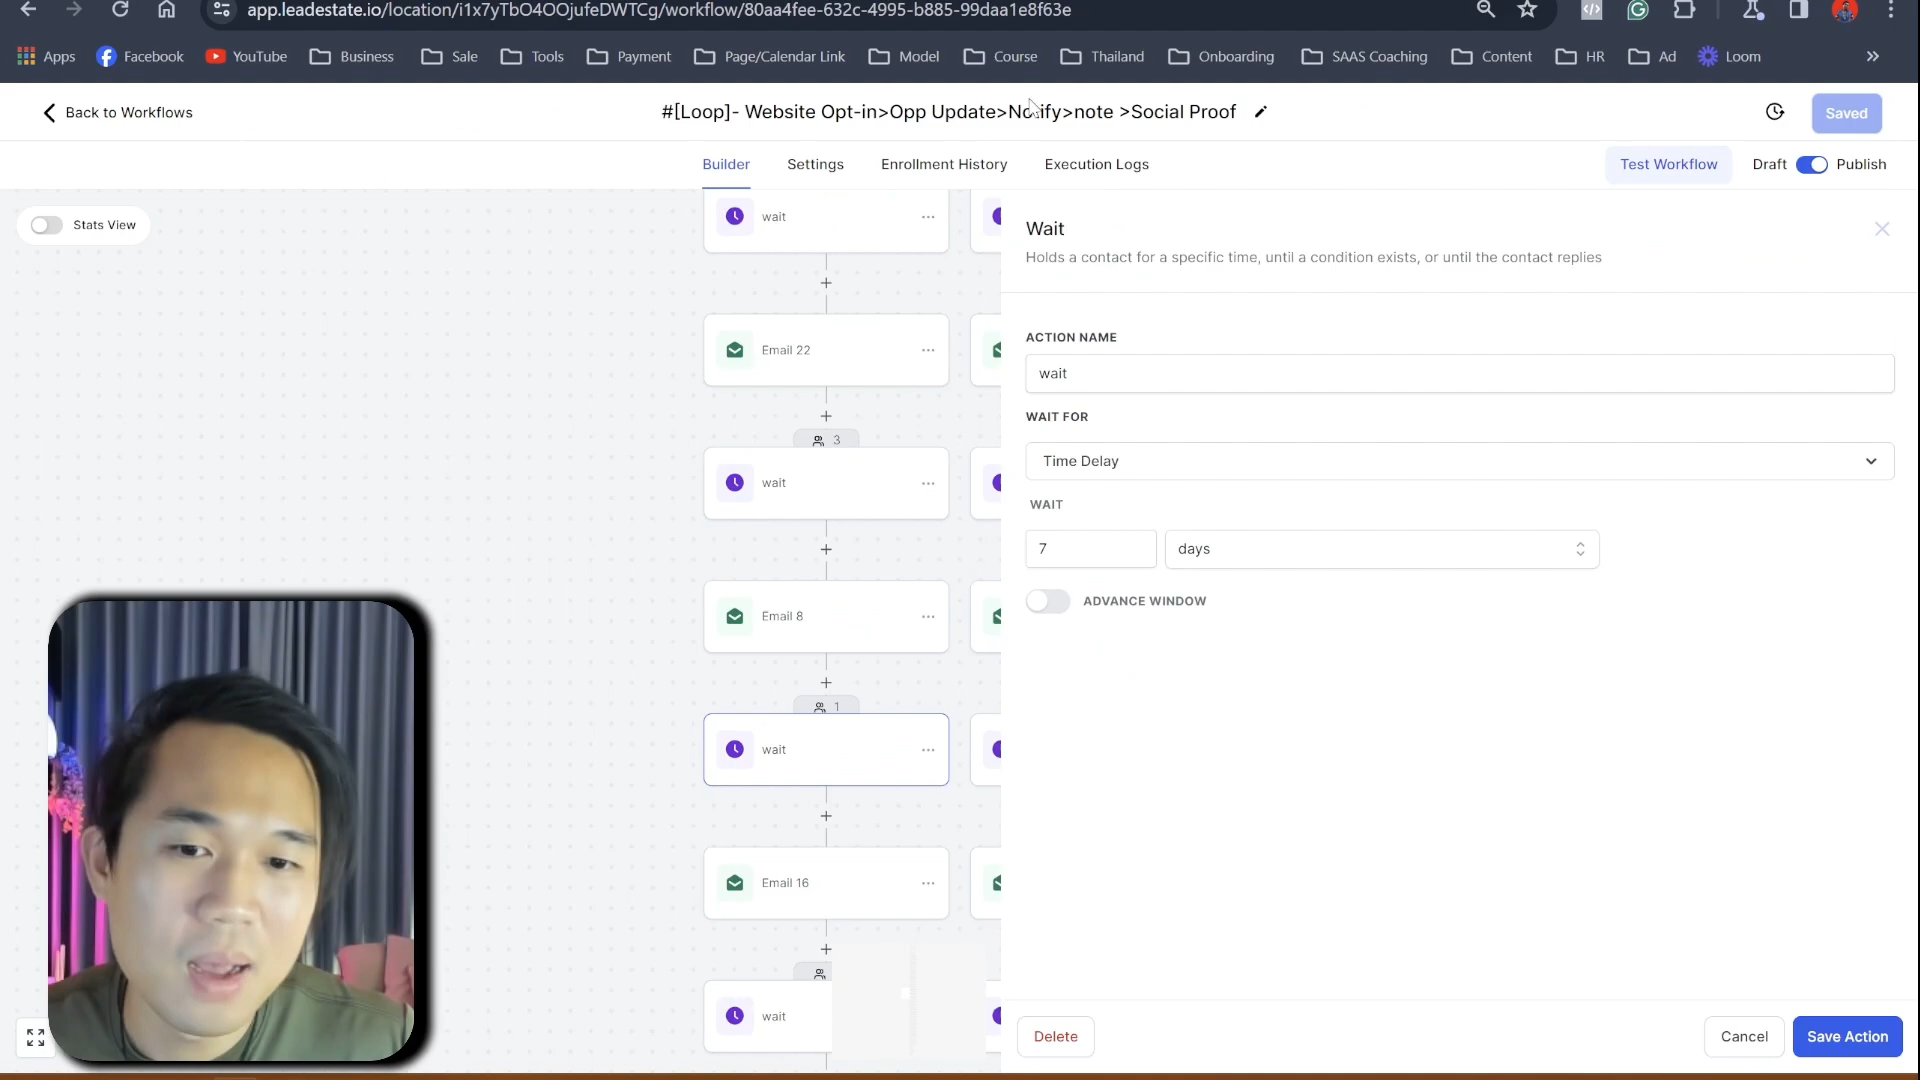 app.leadestate.io/location/i1x7yTbO4OOjufeDWTCg/workflow/80aa4fee-632c-4995-b885-99daa1e8f63e
Apps Facebook YouTube Business Sale Tools Payment Page/Calendar Link Model Course Thailand Onboarding SAAS Coaching Content HR Ad Loom
Back to Workflows
#[Loop]- Website Opt-in>Opp Update>Notify>note >Social Proof
Saved
Builder Settings Enrollment History Execution Logs
Test Workflow
Draft Publish
Stats View
wait
Email 22
3
wait
Email 8
1
wait
Email 16
wait
Wait
Holds a contact for a specific time, until a condition exists, or until the contact replies
ACTION NAME
wait
WAIT FOR
Time Delay
WAIT
7 days
ADVANCE WINDOW
Delete
Cancel
Save Action